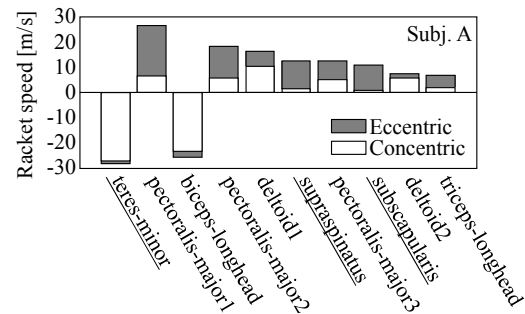 Racket speed [m/s]
30
20
10
0
-10
-20
-30
Subj. A
Eccentric
Concentric
teres-minor
pectoralis-major1
biceps-longhead
pectoralis-major2
deltoid1
supraspinatus
pectoralis-major3
subscapularis
deltoid2
triceps-longhead